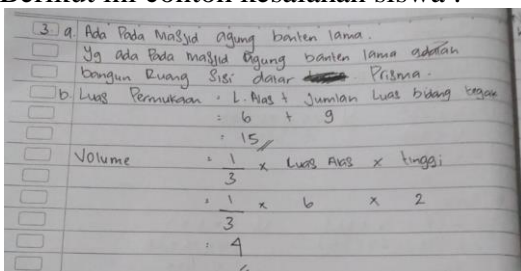 Berikut ini contoh kesalahan siswa :
3. a. Ada Pada Masjid agung banten lama.
Yg ada Pada masjid Agung banten lama adalah
bangun Ruang Sisi datar Prisma.
b. Luas Permukaan = L. Alas + Jumlah Luas bidang tegak
= 6 + 9
= 15
Volume = 1/3 × Luas Alas × tinggi
= 1/3 × 6 × 2
= 4